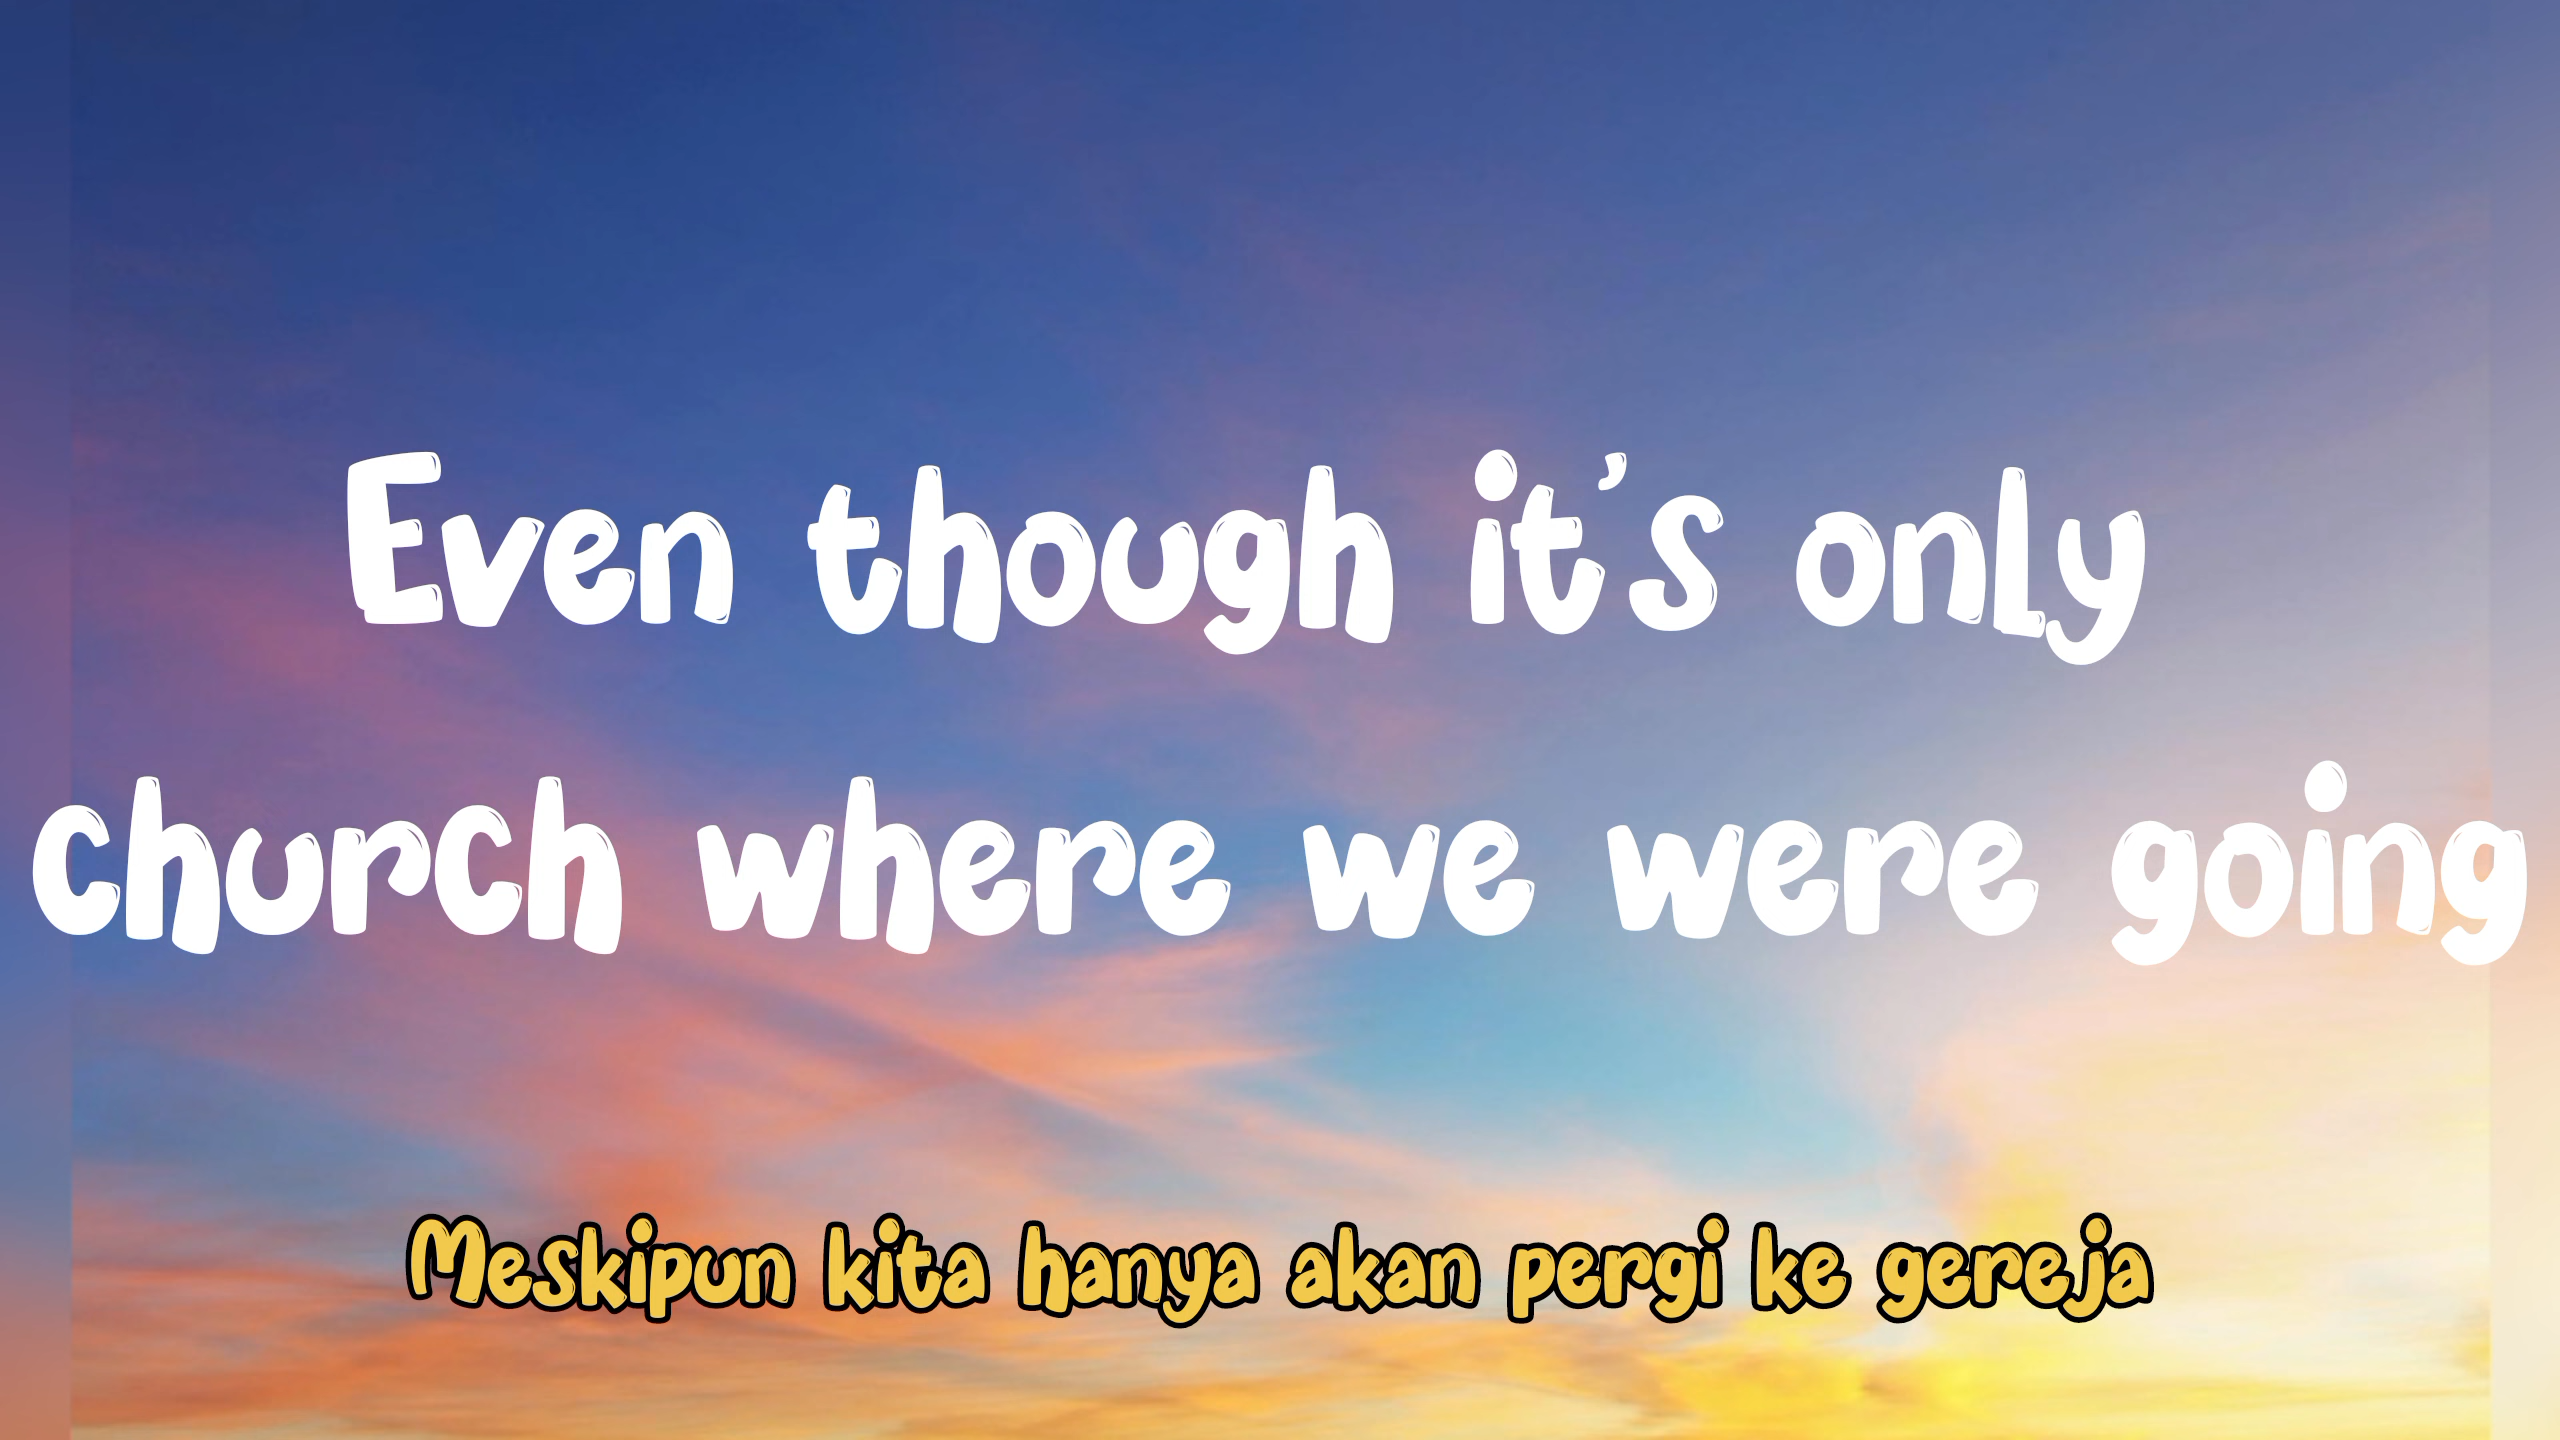 Even though it's only
church where we were going
Meskipun kita hanya akan pergi ke gereja